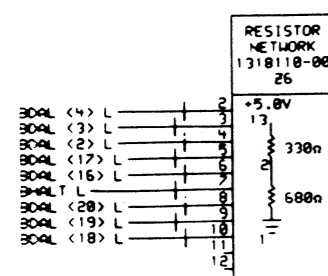 RESISTOR
NETWORK
1318110-00
26
+5.0V
13
330Ω
2
680Ω
1
BDAL <4> L 2
BDAL <3> L 3
BDAL <2> L 4
BDAL <17> L 5
BDAL <16> L 6
BHALT L 7
BDAL <20> L 8
BDAL <19> L 9
BDAL <18> L 10
11
12